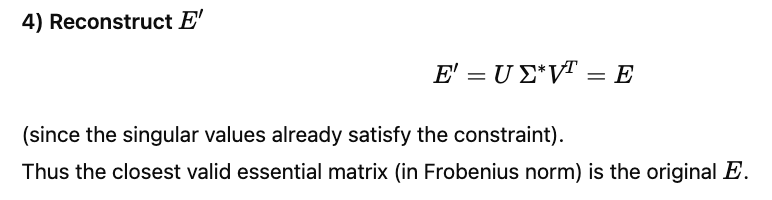 4) Reconstruct E′
E′ = U Σ*Vᵀ = E
(since the singular values already satisfy the constraint).
Thus the closest valid essential matrix (in Frobenius norm) is the original E.